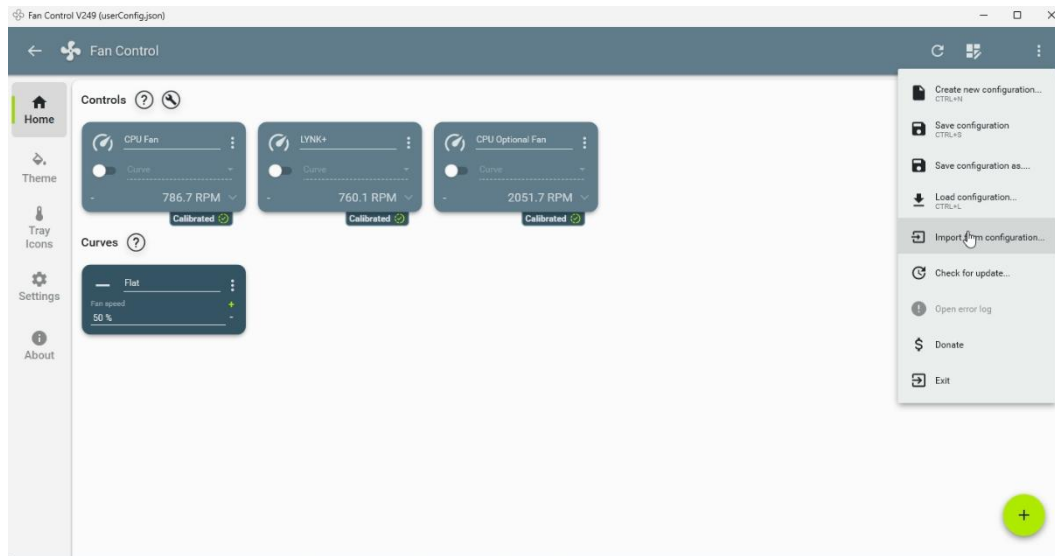 Fan Control V249 (userConfig.json)
Fan Control
Home
Theme
Tray
Icons
Settings
About
Controls
CPU Fan
Curve
- 786.7 RPM
Calibrated
LYNK+
Curve
- 760.1 RPM
Calibrated
CPU Optional Fan
Curve
- 2051.7 RPM
Calibrated
Curves
Flat
Fan speed
+
50 %
-
Create new configuration...
CTRL+N
Save configuration
CTRL+S
Save configuration as....
Load configuration...
CTRL+L
Import from configuration...
Check for update...
Open error log
Donate
Exit